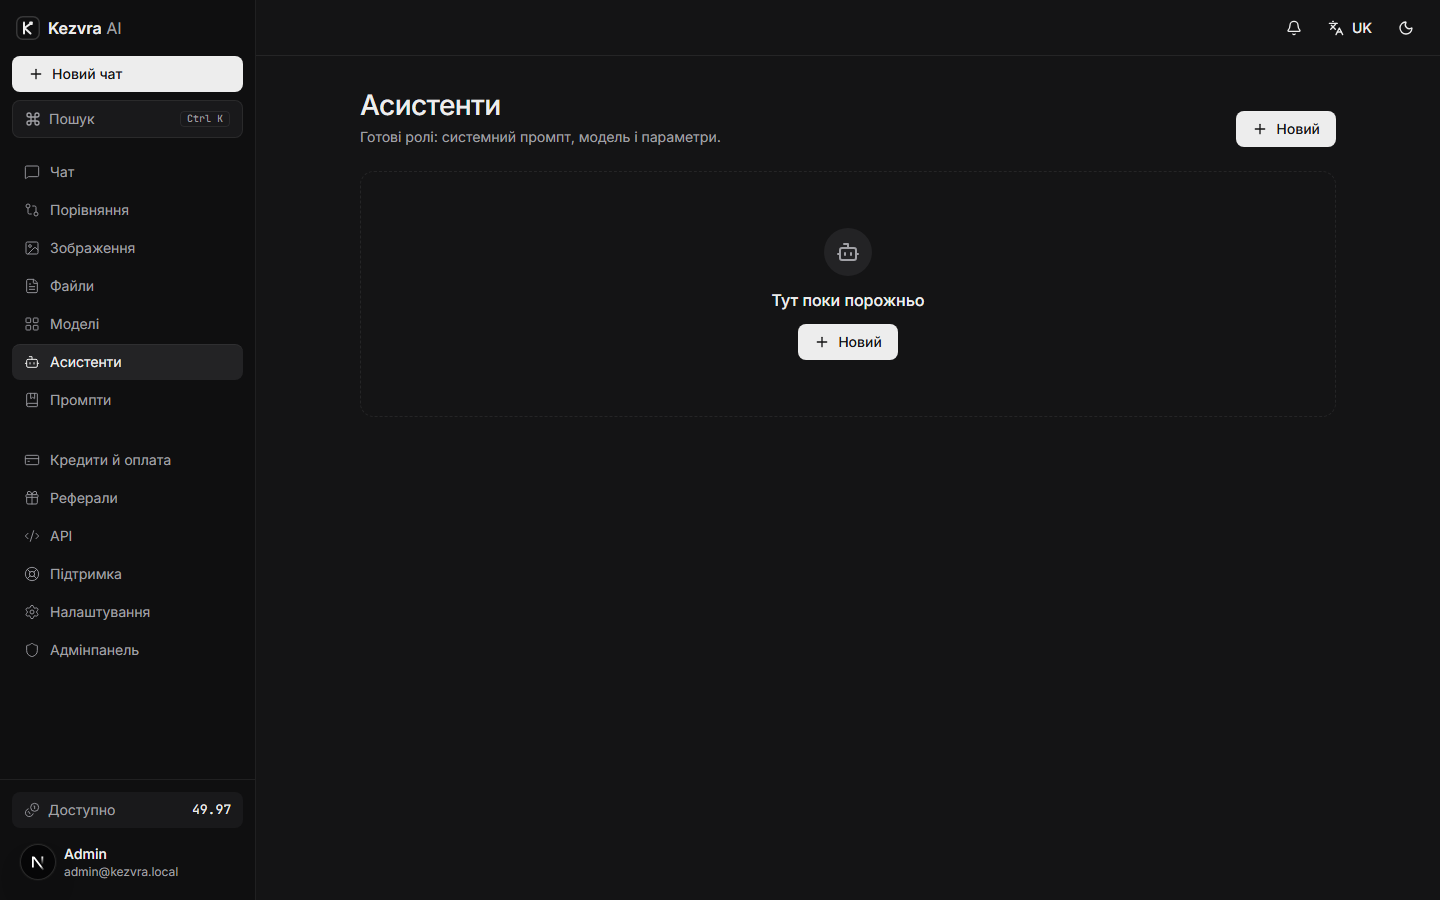 Kezvra AI
Новий чат
Пошук
Ctrl K
Чат
Порівняння
Зображення
Файли
Моделі
Асистенти
Промпти
Кредити й оплата
Реферали
API
Підтримка
Налаштування
Адмінпанель
Доступно
49.97
Admin
admin@kezvra.local
UK
Асистенти
Готові ролі: системний промпт, модель і параметри.
Новий
Тут поки порожньо
Новий